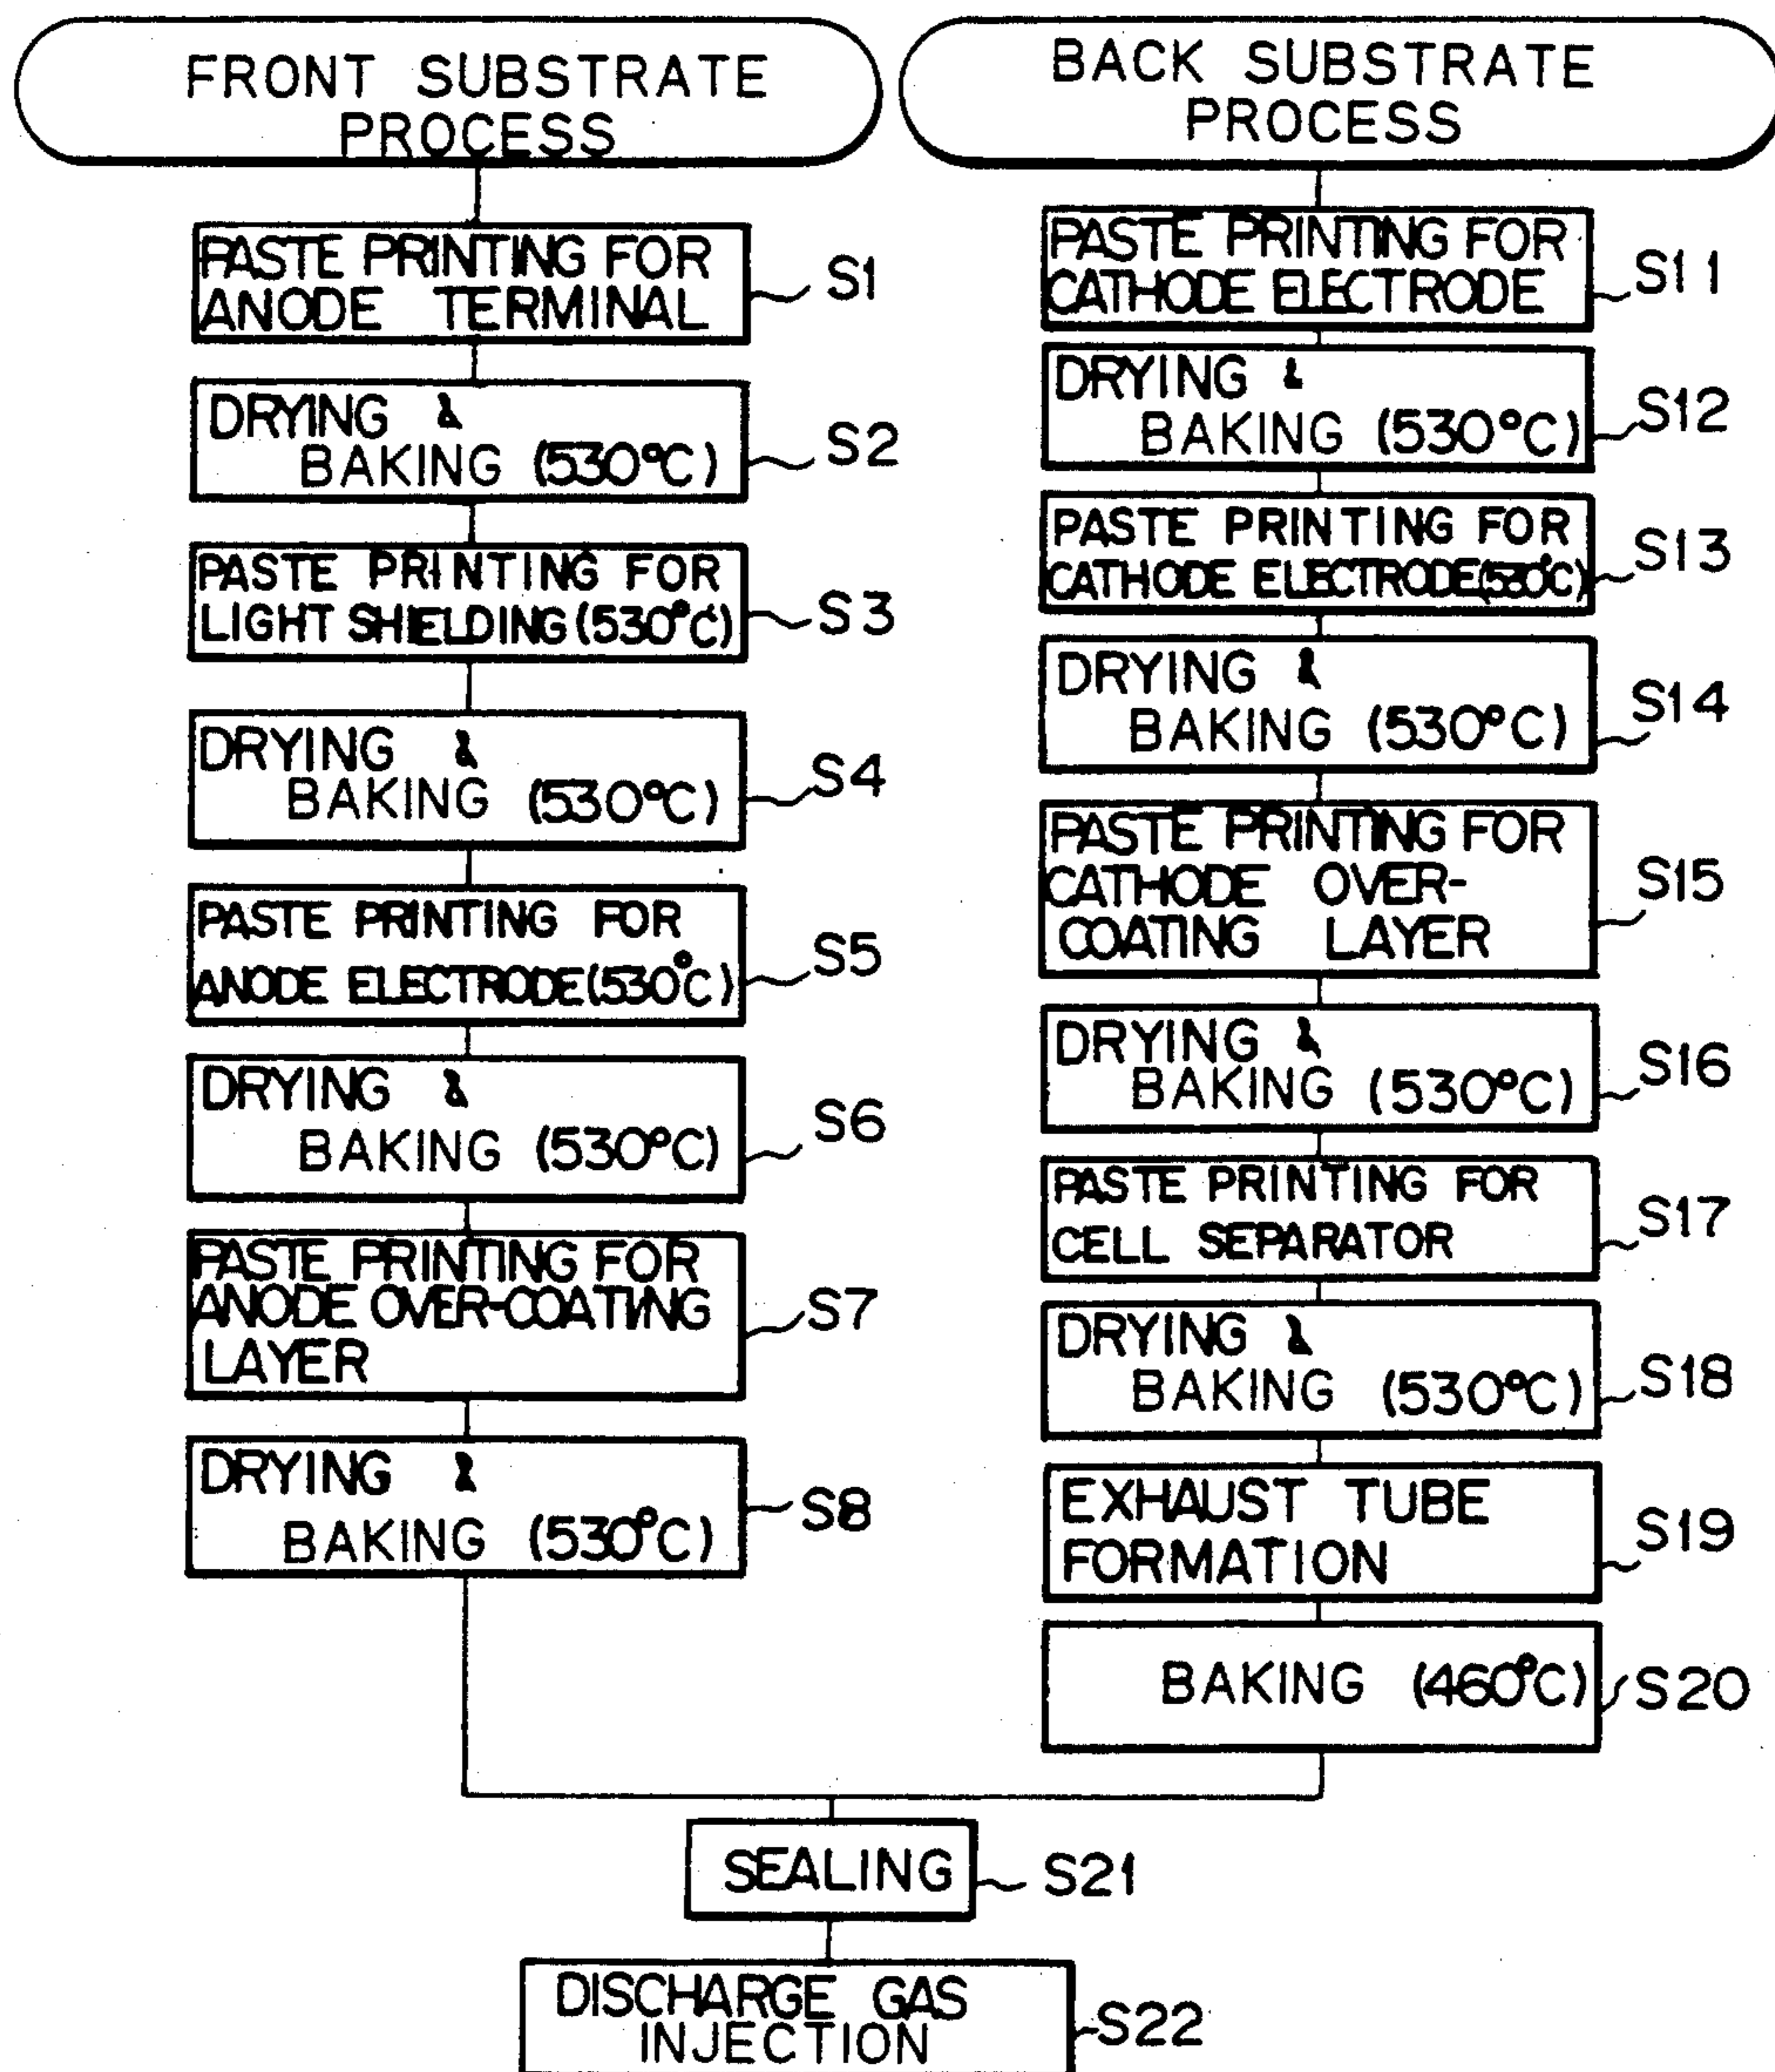 FRONT SUBSTRATE
PROCESS
PASTE PRINTING FOR
ANODE TERMINAL
S1
DRYING &
BAKING (530°C)
S2
PASTE PRINTING FOR
LIGHT SHIELDING (530°C)
S3
DRYING &
BAKING (530°C)
S4
PASTE PRINTING FOR
ANODE ELECTRODE (530°C)
S5
DRYING &
BAKING (530°C)
S6
PASTE PRINTING FOR
ANODE OVER-COATING
LAYER
S7
DRYING &
BAKING (530°C)
S8
BACK SUBSTRATE
PROCESS
PASTE PRINTING FOR
CATHODE ELECTRODE
S11
DRYING &
BAKING (530°C)
S12
PASTE PRINTING FOR
CATHODE ELECTRODE (530°C)
S13
DRYING &
BAKING (530°C)
S14
PASTE PRINTING FOR
CATHODE OVER-
COATING LAYER
S15
DRYING &
BAKING (530°C)
S16
PASTE PRINTING FOR
CELL SEPARATOR
S17
DRYING &
BAKING (530°C)
S18
EXHAUST TUBE
FORMATION
S19
BAKING (460°C)
S20
SEALING
S21
DISCHARGE GAS
INJECTION
S22